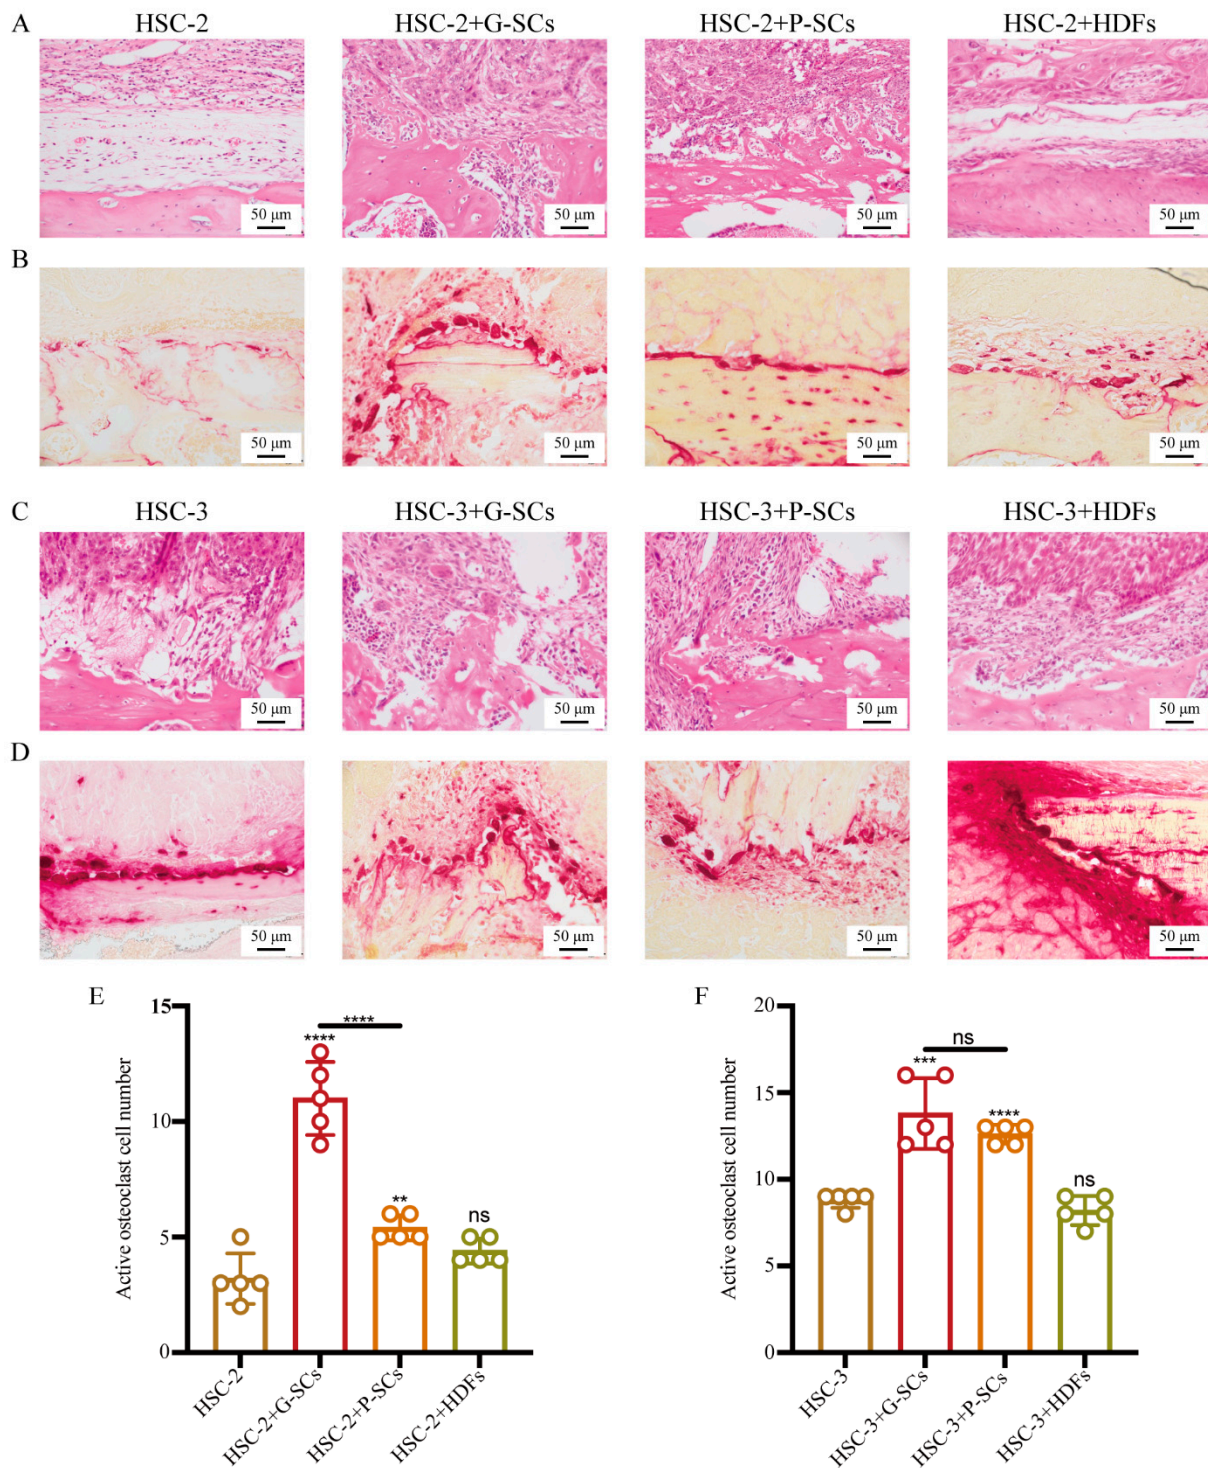 A HSC-2 HSC-2+G-SCs HSC-2+P-SCs HSC-2+HDFs
50 μm 50 μm 50 μm 50 μm
B
50 μm 50 μm 50 μm 50 μm
C HSC-3 HSC-3+G-SCs HSC-3+P-SCs HSC-3+HDFs
50 μm 50 μm 50 μm 50 μm
D
50 μm 50 μm 50 μm 50 μm
E
Active osteoclast cell number
15
10
5
0
****
****
**
ns
HSC-2
HSC-2+G-SCs
HSC-2+P-SCs
HSC-2+HDFs
F
Active osteoclast cell number
20
15
10
5
0
ns
***
****
ns
HSC-3
HSC-3+G-SCs
HSC-3+P-SCs
HSC-3+HDFs